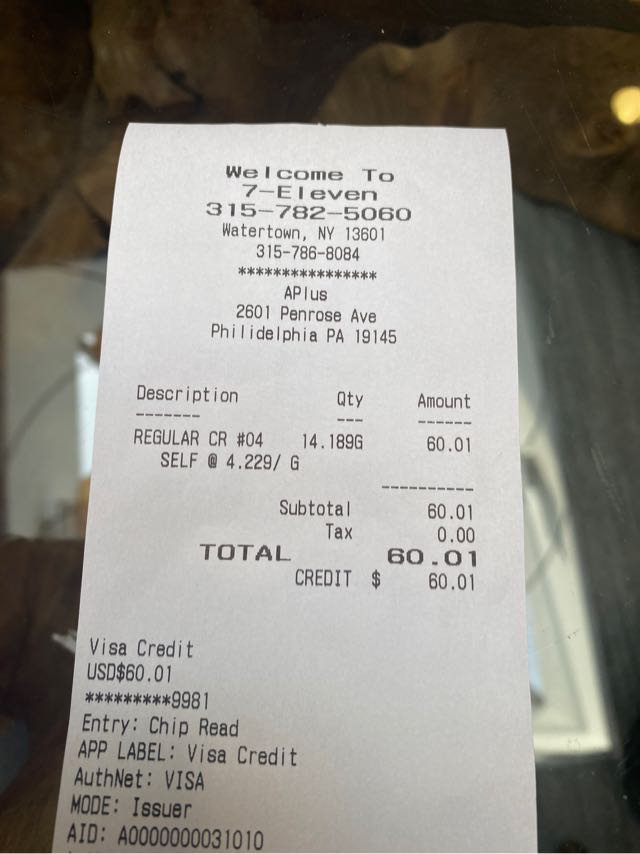 Welcome To
7-Eleven
315-782-5060
Watertown, NY 13601
315-786-8084
****************
APlus
2601 Penrose Ave
Philidelphia PA 19145
Description Qty Amount
------- --- ------
REGULAR CR #04 14.189G 60.01
SELF @ 4.229/ G
----------
Subtotal 60.01
Tax 0.00
TOTAL 60.01
CREDIT $ 60.01
Visa Credit
USD$60.01
*********9981
Entry: Chip Read
APP LABEL: Visa Credit
AuthNet: VISA
MODE: Issuer
AID: A0000000031010